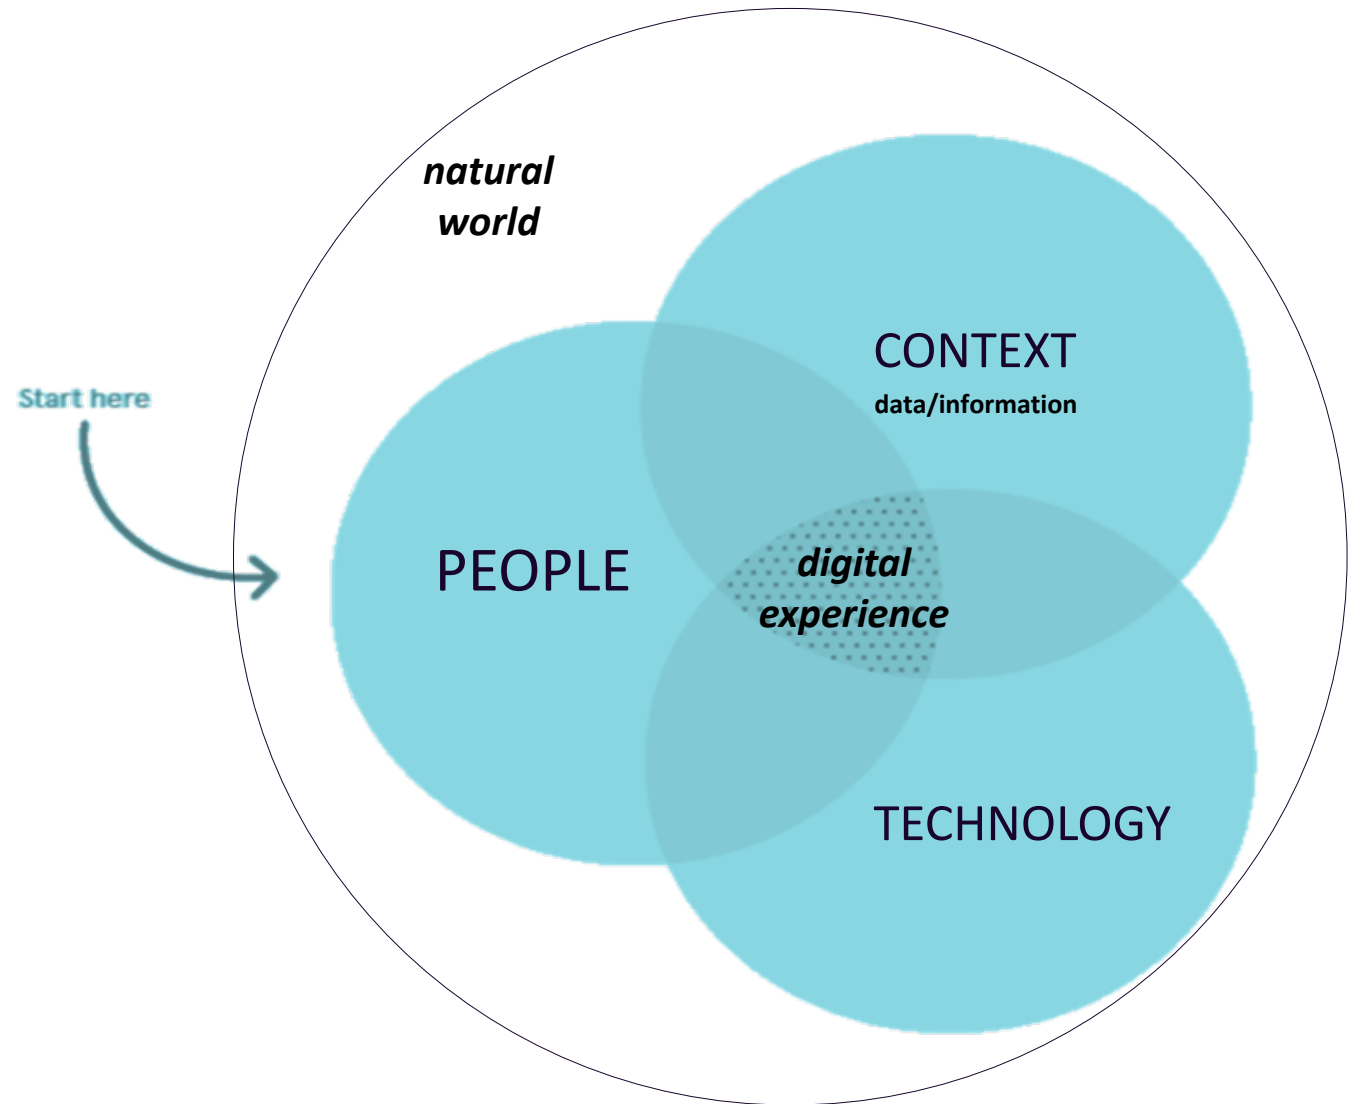 natural
world
CONTEXT
data/information
Start here
PEOPLE
digital
experience
TECHNOLOGY